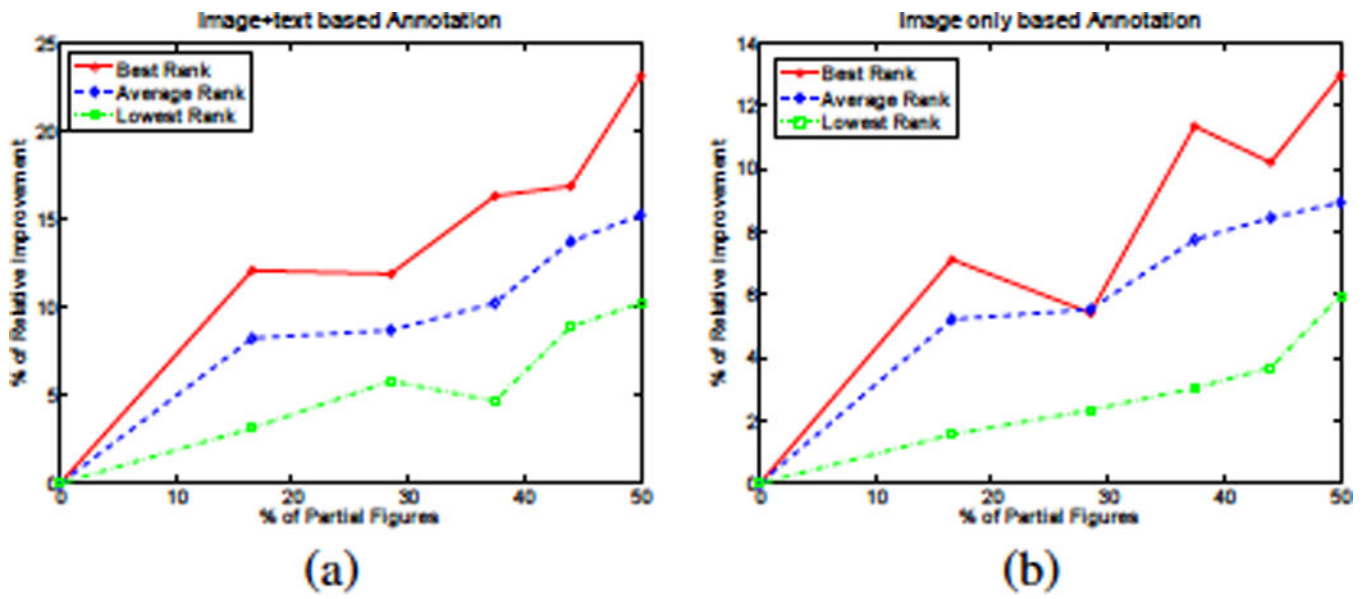 Image+text based Annotation
25
20
15
10
5
0
% of Relative Improvement
Best Rank
Average Rank
Lowest Rank
0 10 20 30 40 50
% of Partial Figures
(a)
Image only based Annotation
14
12
10
8
6
4
2
0
% of Relative Improvement
Best Rank
Average Rank
Lowest Rank
0 10 20 30 40 50
% of Partial Figures
(b)